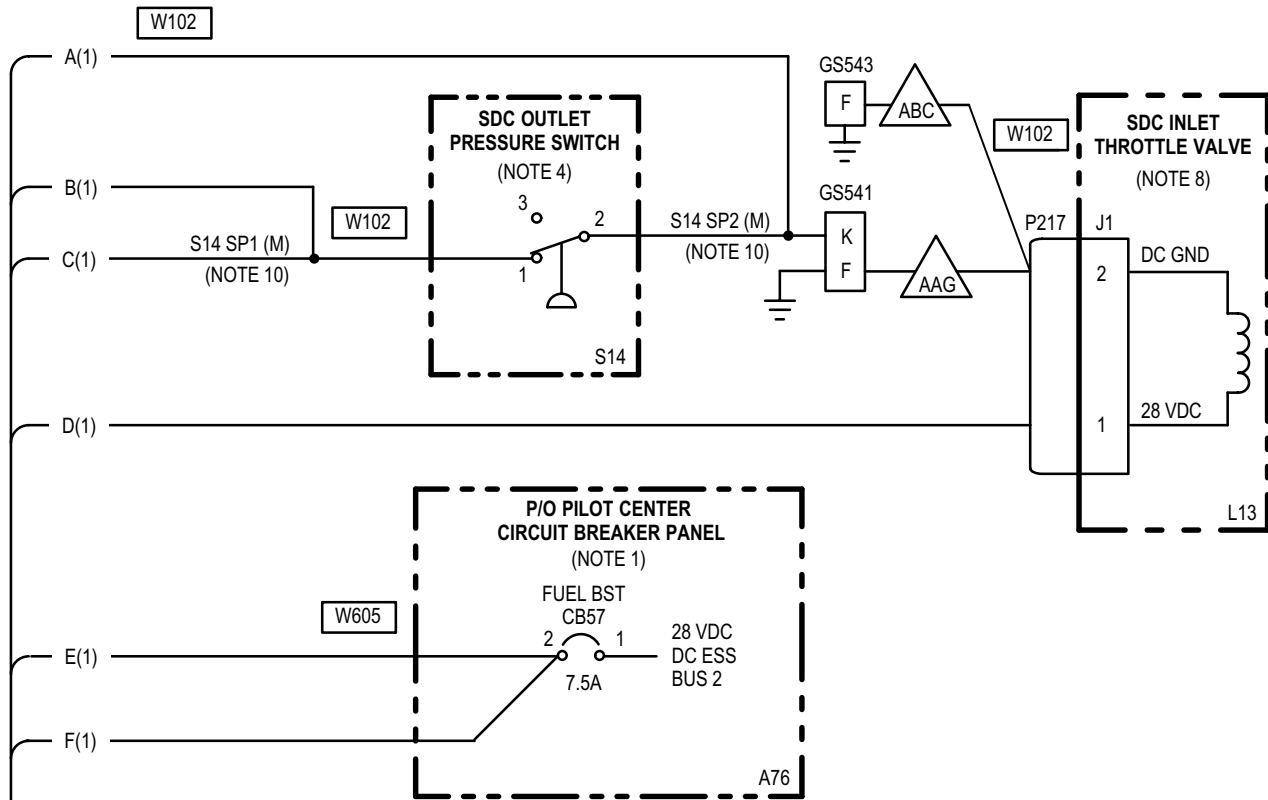 W102
A(1)
GS543
F
ABC
W102
SDC OUTLET
PRESSURE SWITCH
(NOTE 4)
SDC INLET
THROTTLE VALVE
(NOTE 8)
B(1)
W102
3
2
GS541
P217
J1
C(1)
S14 SP1 (M)
(NOTE 10)
1
S14 SP2 (M)
(NOTE 10)
K
F
AAG
2
DC GND
S14
D(1)
1
28 VDC
L13
P/O PILOT CENTER
CIRCUIT BREAKER PANEL
(NOTE 1)
FUEL BST
CB57
W605
2
1
28 VDC
DC ESS
BUS 2
E(1)
7.5A
F(1)
A76